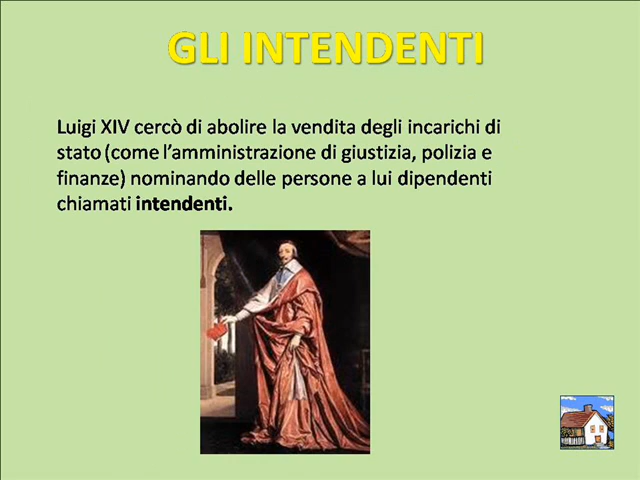 GLI INTENDENTI
Luigi XIV cercò di abolire la vendita degli incarichi di
stato (come l'amministrazione di giustizia, polizia e
finanze) nominando delle persone a lui dipendenti
chiamati intendenti.